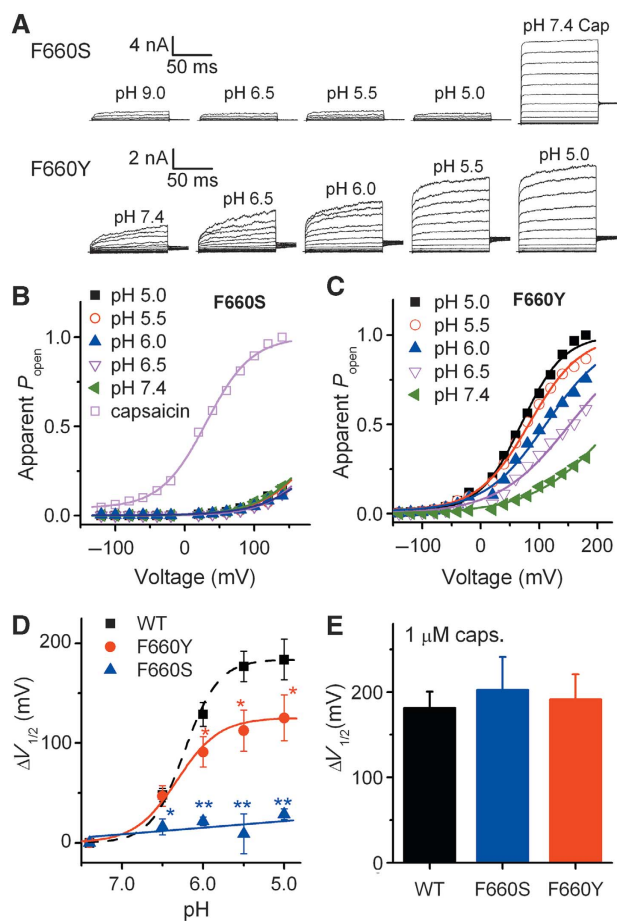 A
F660S
4 nA
50 ms
pH 9.0
pH 6.5
pH 5.5
pH 5.0
pH 7.4 Cap
F660Y
2 nA
50 ms
pH 7.4
pH 6.5
pH 6.0
pH 5.5
pH 5.0
B
F660S
pH 5.0
pH 5.5
pH 6.0
pH 6.5
pH 7.4
capsaicin
1.0
0.5
0.0
Apparent Popen
−100
0
100
Voltage (mV)
C
F660Y
pH 5.0
pH 5.5
pH 6.0
pH 6.5
pH 7.4
1.0
0.5
0.0
Apparent Popen
−100
0
100
200
Voltage (mV)
D
WT
F660Y
F660S
200
100
0
ΔV1/2 (mV)
*
*
*
*
*
**
**
**
7.0
6.0
5.0
pH
E
1 μM caps.
200
100
0
ΔV1/2 (mV)
WT
F660S
F660Y